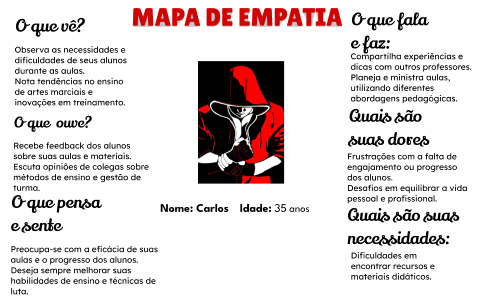 MAPA DE EMPATIA
O que vê?
Observa as necessidades e
dificuldades de seus alunos
durante as aulas.
Nota tendências no ensino
de artes marciais e
inovações em treinamento.
O que ouve?
Recebe feedback dos alunos
sobre suas aulas e materiais.
Escuta opiniões de colegas sobre
métodos de ensino e gestão de
turma.
O que pensa
e sente
Preocupa-se com a eficácia de suas
aulas e o progresso dos alunos.
Deseja sempre melhorar suas
habilidades de ensino e técnicas de
luta.
Nome: Carlos Idade: 35 anos
O que fala
e faz:
Compartilha experiências e
dicas com outros professores.
Planeja e ministra aulas,
utilizando diferentes
abordagens pedagógicas.
Quais são
suas dores
Frustrações com a falta de
engajamento ou progresso
dos alunos.
Desafios em equilibrar a vida
pessoal e profissional.
Quais são suas
necessidades:
Dificuldades em
encontrar recursos e
materiais didáticos.